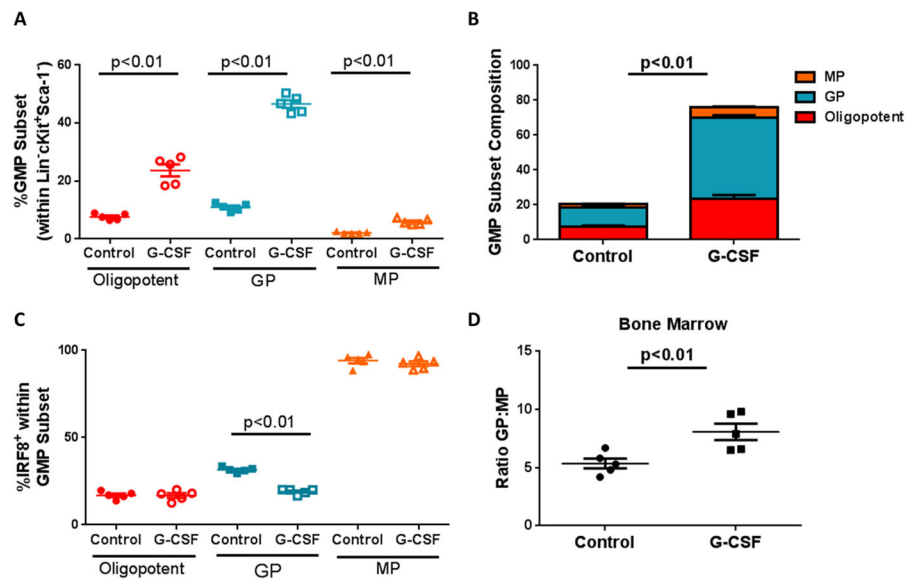 A
p<0.01 p<0.01 p<0.01
%GMP Subset
(within Lin⁻cKit⁺Sca-1⁻)
60
40
20
0
Control G-CSF Control G-CSF Control G-CSF
Oligopotent GP MP
B
p<0.01
GMP Subset Composition
100
80
60
40
20
0
Control G-CSF
MP
GP
Oligopotent
C
p<0.01
%IRF8⁺ within
GMP Subset
100
50
0
Control G-CSF Control G-CSF Control G-CSF
Oligopotent GP MP
D
Bone Marrow
p<0.01
Ratio GP:MP
15
10
5
0
Control G-CSF